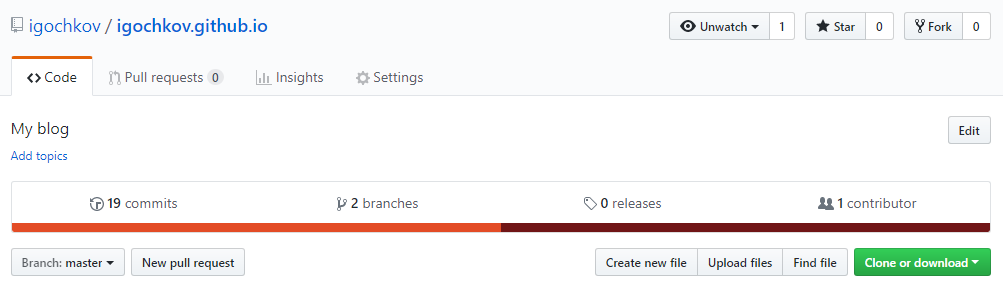 igochkov / igochkov.github.io Unwatch 1 Star 0 Fork 0
Code Pull requests 0 Insights Settings
My blog Edit
Add topics
19 commits 2 branches 0 releases 1 contributor
Branch: master New pull request Create new file Upload files Find file Clone or download